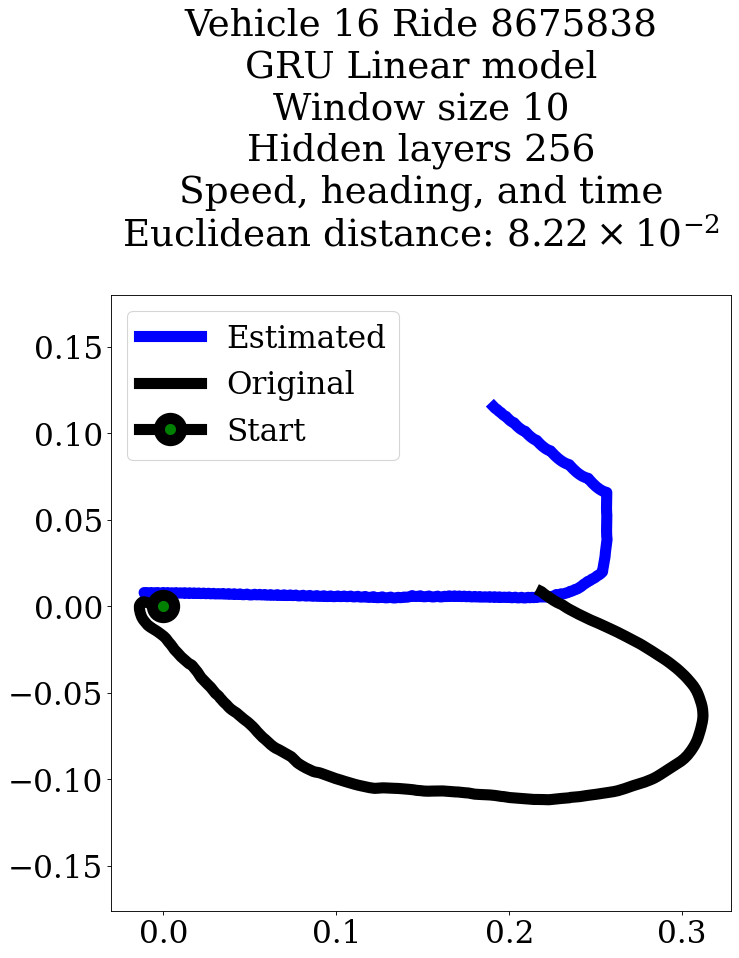 Vehicle 16 Ride 8675838
GRU Linear model
Window size 10
Hidden layers 256
Speed, heading, and time
Euclidean distance: 8.22 × 10⁻²
Estimated
Original
Start
0.15
0.10
0.05
0.00
−0.05
−0.10
−0.15
0.0 0.1 0.2 0.3